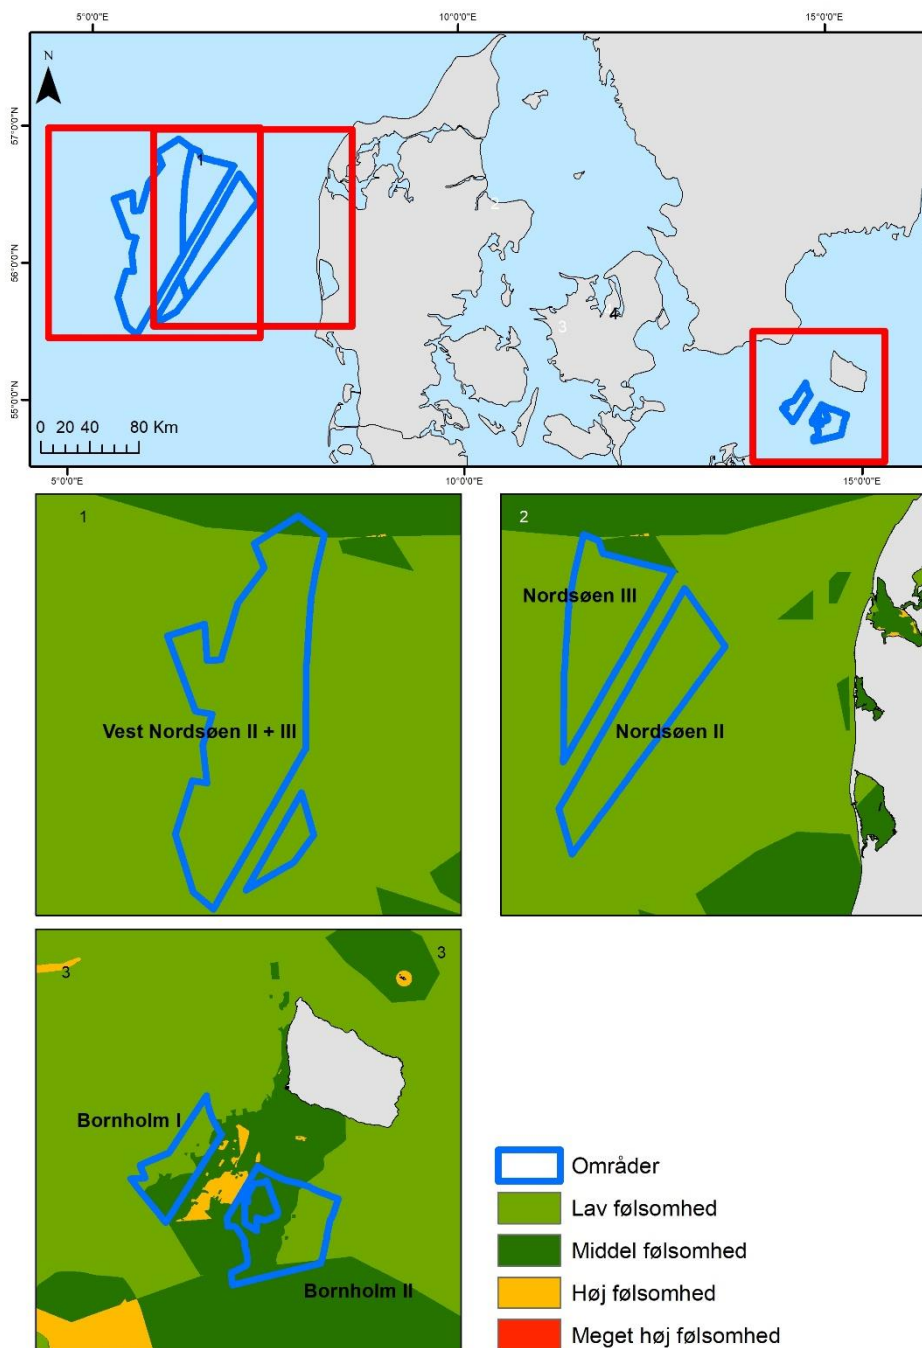 5°0'0"E
10°0'0"E
15°0'0"E
N
57°0'0"N
56°0'0"N
55°0'0"N
1
2
3
4
0 20 40 80 Km
5°0'0"E
10°0'0"E
15°0'0"E
1
Vest Nordsøen II + III
2
Nordsøen III
Nordsøen II
3
3
Bornholm I
Bornholm II
Områder
Lav følsomhed
Middel følsomhed
Høj følsomhed
Meget høj følsomhed